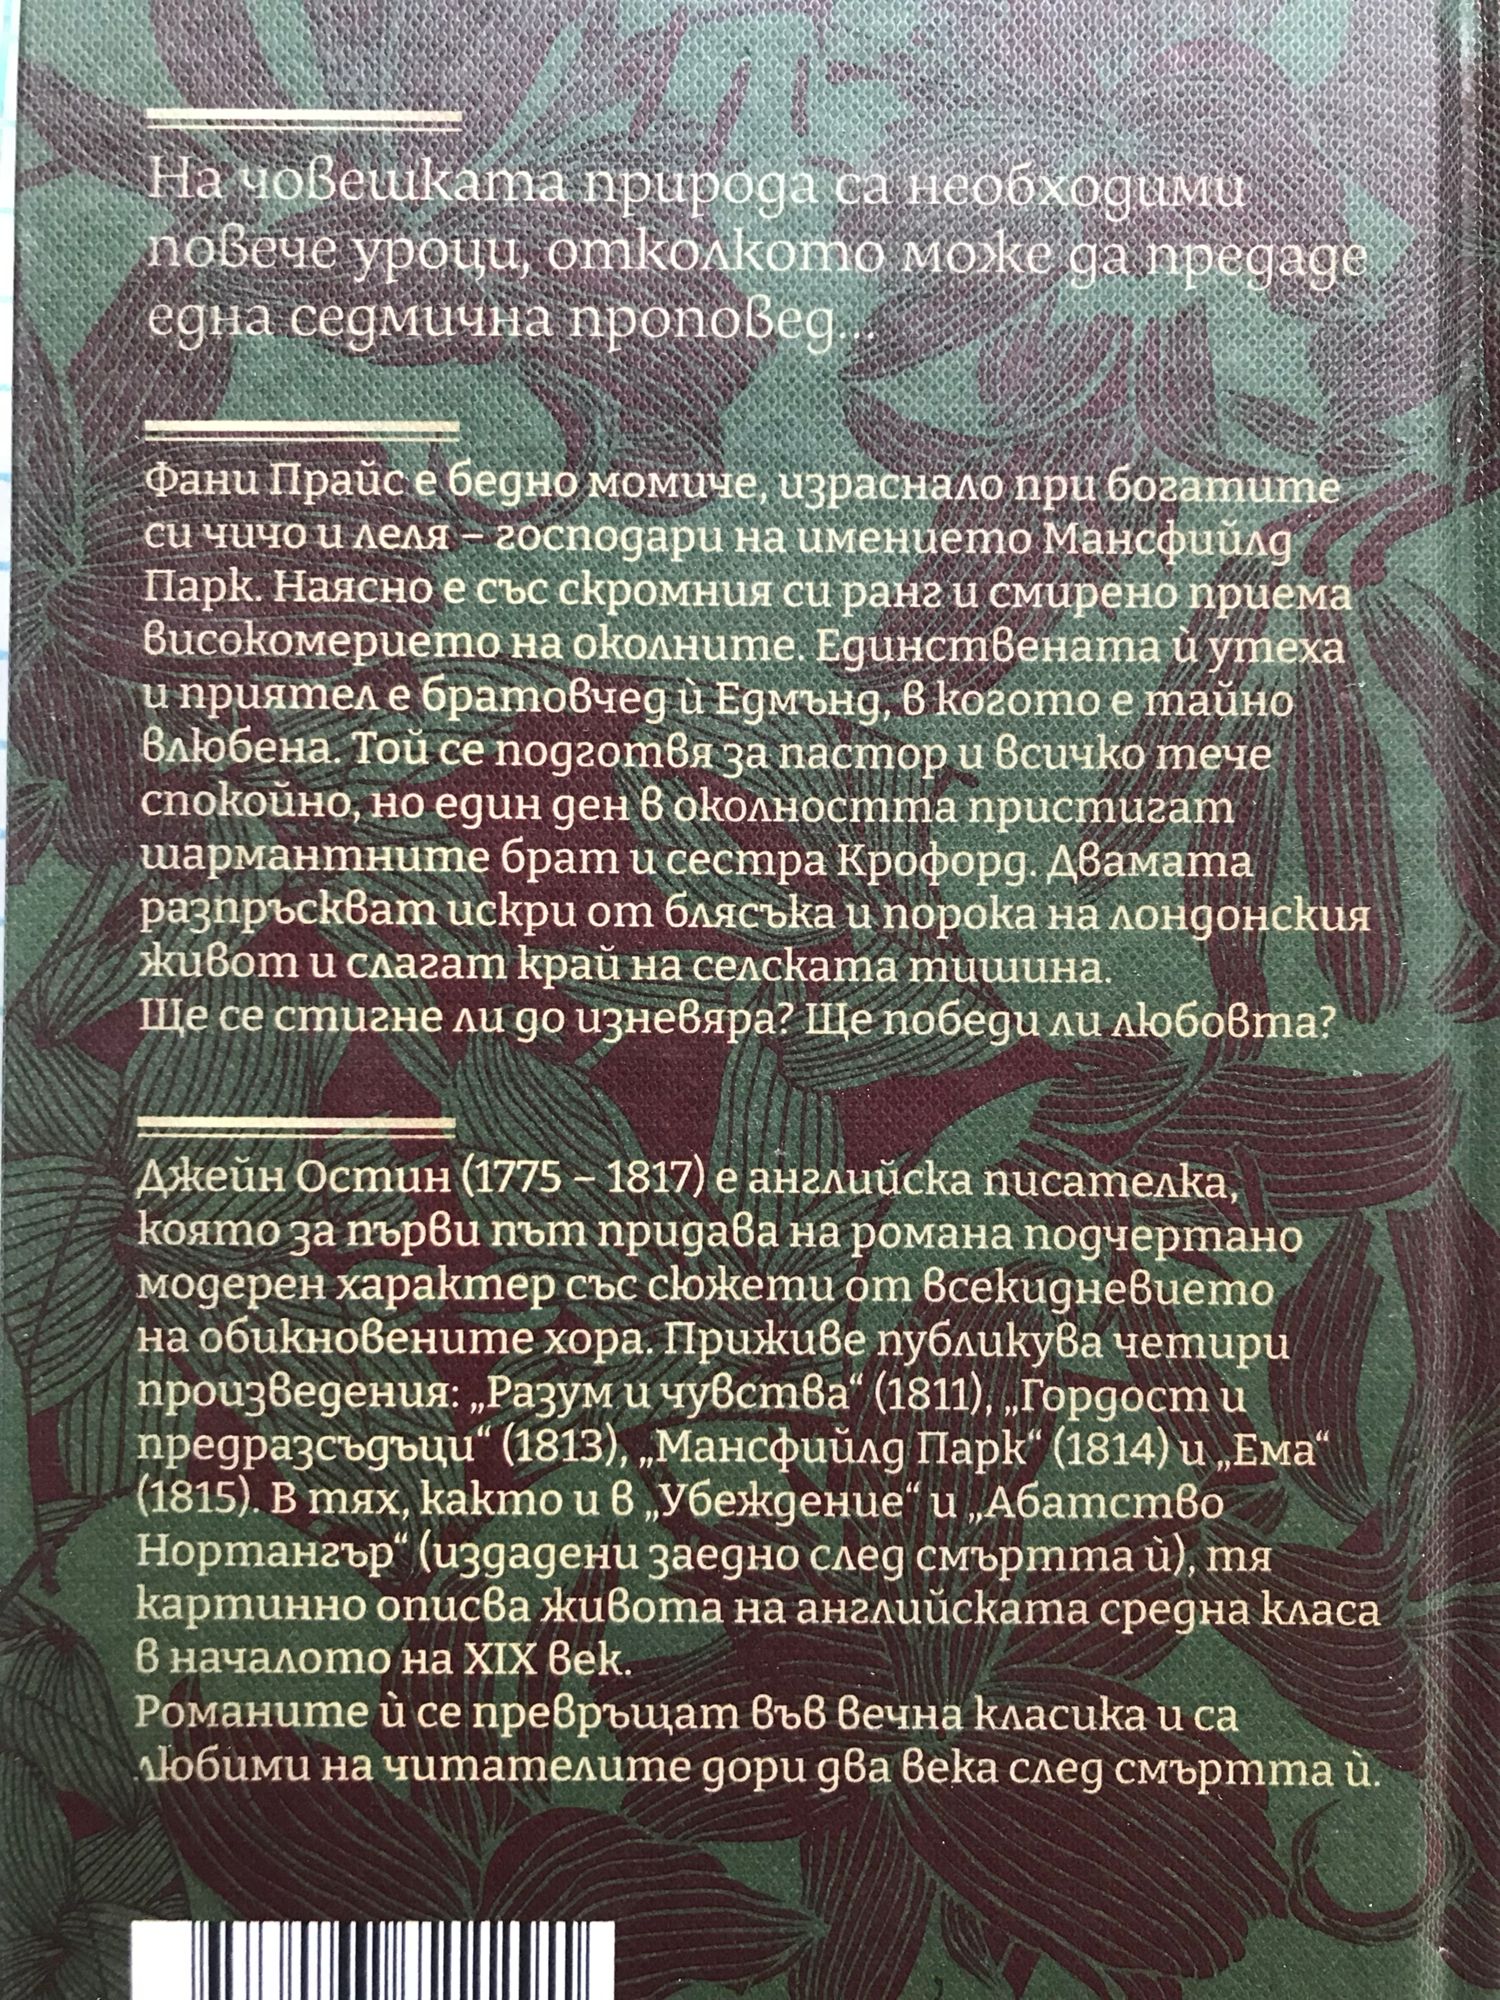 На човешката природа са необходими
повече уроци, отколкото може да предаде
една седмична проповед...
Фани Прайс е бедно момиче, израснало при богатите
си чичо и леля – господари на имението Мансфийлд
Парк. Наясно е със скромния си ранг и смирено приема
високомерието на околните. Единствената ѝ утеха
и приятел е братовчед ѝ Едмънд, в когото е тайно
влюбена. Той се подготвя за пастор и всичко тече
спокойно, но един ден в околността пристигат
шармантните брат и сестра Крофорд. Двамата
разпръскват искри от блясъка и порока на лондонския
живот и слагат край на селската тишина.
Ще се стигне ли до изневяра? Ще победи ли любовта?
Джейн Остин (1775 – 1817) е английска писателка,
която за първи път придава на романа подчертано
модерен характер със сюжети от всекидневието
на обикновените хора. Приживе публикува четири
произведения: „Разум и чувства“ (1811), „Гордост и
предразсъдъци“ (1813), „Мансфийлд Парк“ (1814) и „Ема“
(1815). В тях, както и в „Убеждение“ и „Абатство
Нортангър“ (издадени заедно след смъртта ѝ), тя
картинно описва живота на английската средна класа
в началото на XIX век.
Романите ѝ се превръщат във вечна класика и са
любими на читателите дори два века след смъртта ѝ.